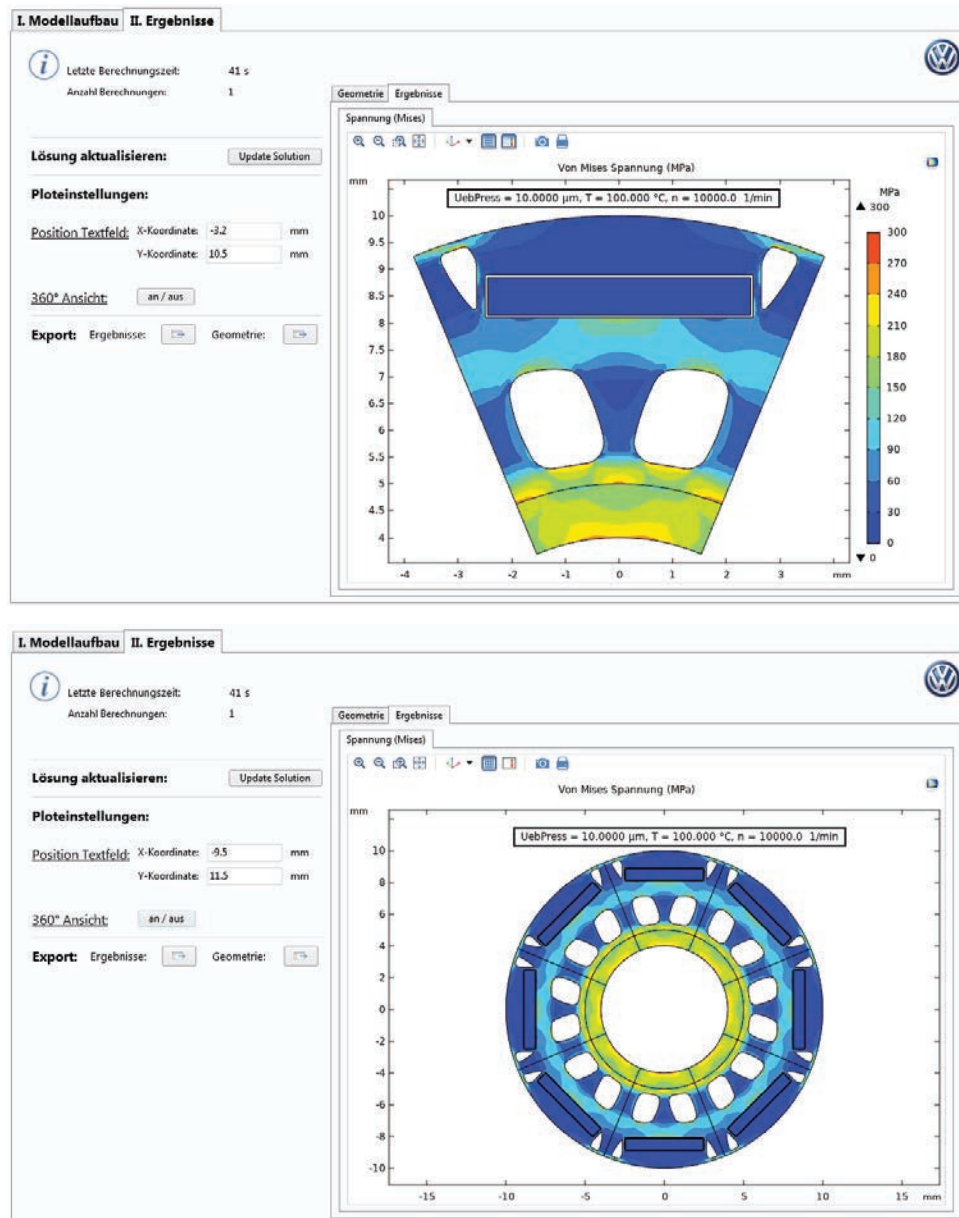 I. Modellaufbau II. Ergebnisse
Letzte Berechnungszeit: 41 s
Anzahl Berechnungen: 1
Lösung aktualisieren: Update Solution
Ploteinstellungen:
Position Textfeld: X-Koordinate: -3.2 mm
Y-Koordinate: 10.5 mm
360° Ansicht: an / aus
Export: Ergebnisse: Geometrie:
Geometrie Ergebnisse
Spannung (Mises)
Von Mises Spannung (MPa)
mm
UebPress = 10.0000 µm, T = 100.000 °C, n = 10000.0 1/min
10
9.5
9
8.5
8
7.5
7
6.5
6
5.5
5
4.5
4
-4 -3 -2 -1 0 1 2 3 mm
MPa
▲ 300
300
270
240
210
180
150
120
90
60
30
0
▼ 0
I. Modellaufbau II. Ergebnisse
Letzte Berechnungszeit: 41 s
Anzahl Berechnungen: 1
Lösung aktualisieren: Update Solution
Ploteinstellungen:
Position Textfeld: X-Koordinate: -9.5 mm
Y-Koordinate: 11.5 mm
360° Ansicht: an / aus
Export: Ergebnisse: Geometrie:
Geometrie Ergebnisse
Spannung (Mises)
Von Mises Spannung (MPa)
mm
UebPress = 10.0000 µm, T = 100.000 °C, n = 10000.0 1/min
10
8
6
4
2
0
-2
-4
-6
-8
-10
-15 -10 -5 0 5 10 15 mm